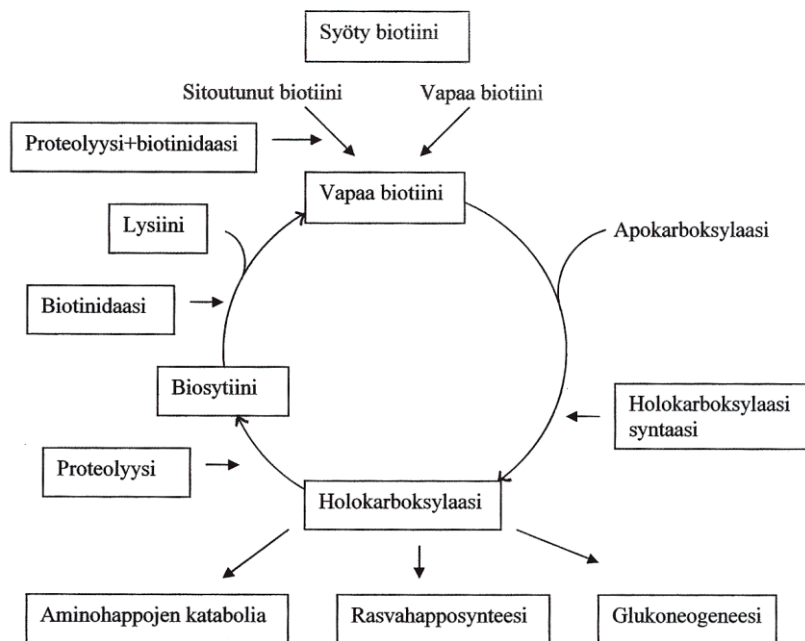 Syöty biotiini
Sitoutunut biotiini
Vapaa biotiini
Proteolyysi+biotinidaasi
Vapaa biotiini
Lysiini
Apokarboksylaasi
Biotinidaasi
Biosytiini
Holokarboksylaasi
syntaasi
Proteolyysi
Holokarboksylaasi
Aminohappojen katabolia
Rasvahapposynteesi
Glukoneogeneesi